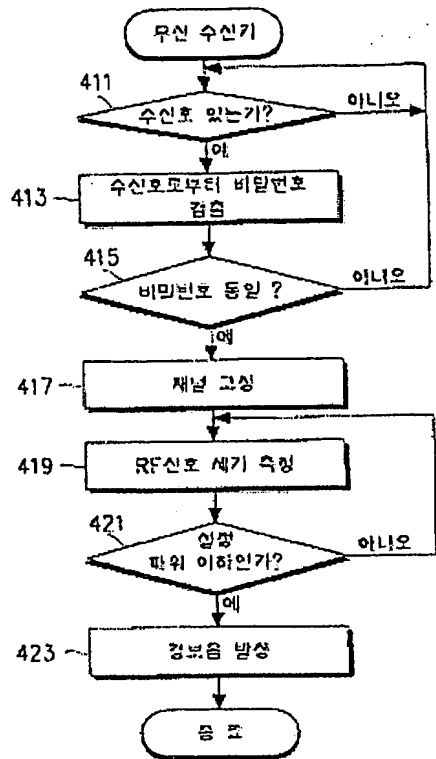 무선 수신기
411
수신호 있는가?
아니오
예
413
수신호로부터 비밀번호
검출
415
비밀번호 동일 ?
아니오
예
417
채널 고정
419
RF신호 세기 측정
421
설정
파워 이하인가?
아니오
예
423
경보음 발생
종 료